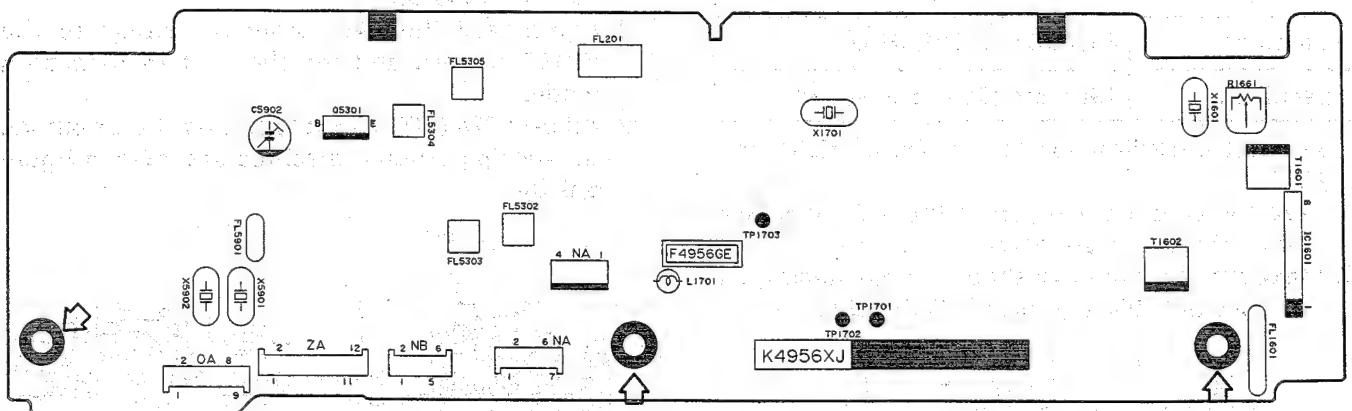 FL201
FL5305
C5902
Q5301
B
E
FL5304
X1701
X1601
R1661
T1601
8
IC1601
1
FL5302
FL5303
FL5901
TP1703
F4956GE
4 NA 1
L1701
T1602
X5902
X5901
TP1701
TP1702
K4956XJ
FL1601
2 OA 8
1 9
2 ZA 12
1 11
2 NB 6
1 5
2 6 NA
1 7